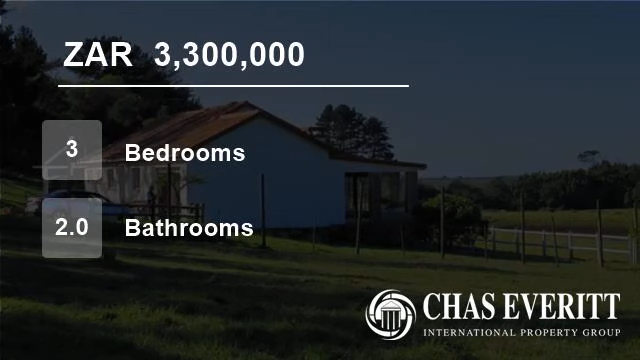 ZAR 3,300,000
3 Bedrooms
2.0 Bathrooms
CHAS EVERITT
INTERNATIONAL PROPERTY GROUP